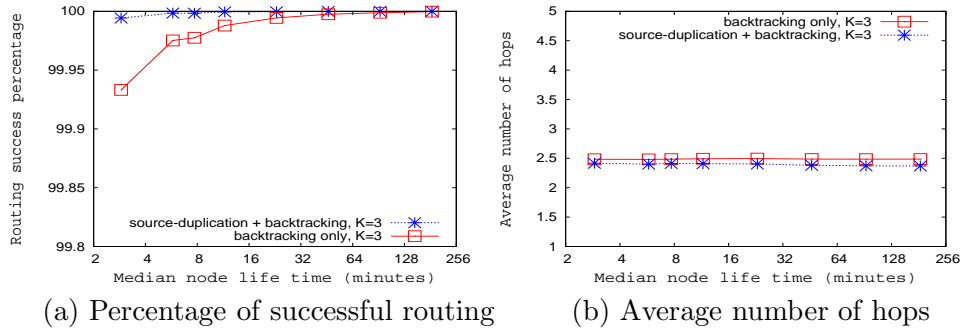 100
99.95
99.9
99.85
99.8
Routing success percentage
source-duplication + backtracking, K=3
backtracking only, K=3
2 4 8 16 32 64 128 256
Median node life time (minutes)
(a) Percentage of successful routing
5
4.5
4
3.5
3
2.5
2
1.5
1
Average number of hops
backtracking only, K=3
source-duplication + backtracking, K=3
2 4 8 16 32 64 128 256
Median node life time (minutes)
(b) Average number of hops